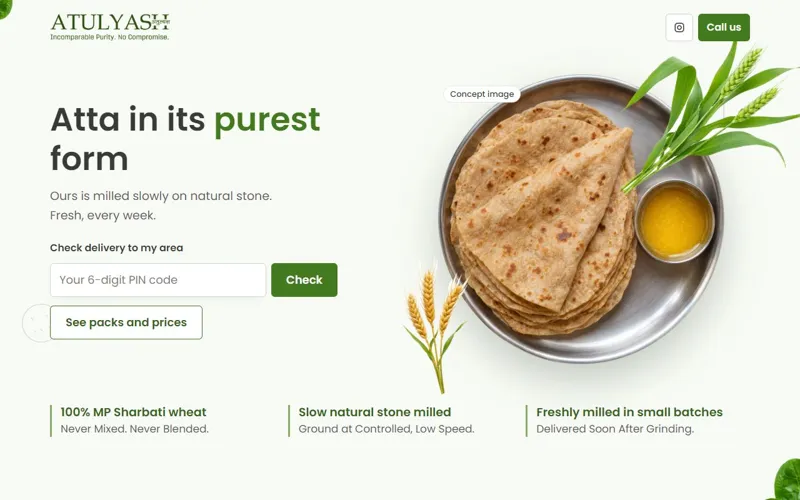 ATULYASH
Incomparable Purity. No Compromise.
Call us
Concept image
Atta in its purest
form
Ours is milled slowly on natural stone.
Fresh, every week.
Check delivery to my area
Your 6-digit PIN code
Check
See packs and prices
100% MP Sharbati wheat
Never Mixed. Never Blended.
Slow natural stone milled
Ground at Controlled, Low Speed.
Freshly milled in small batches
Delivered Soon After Grinding.